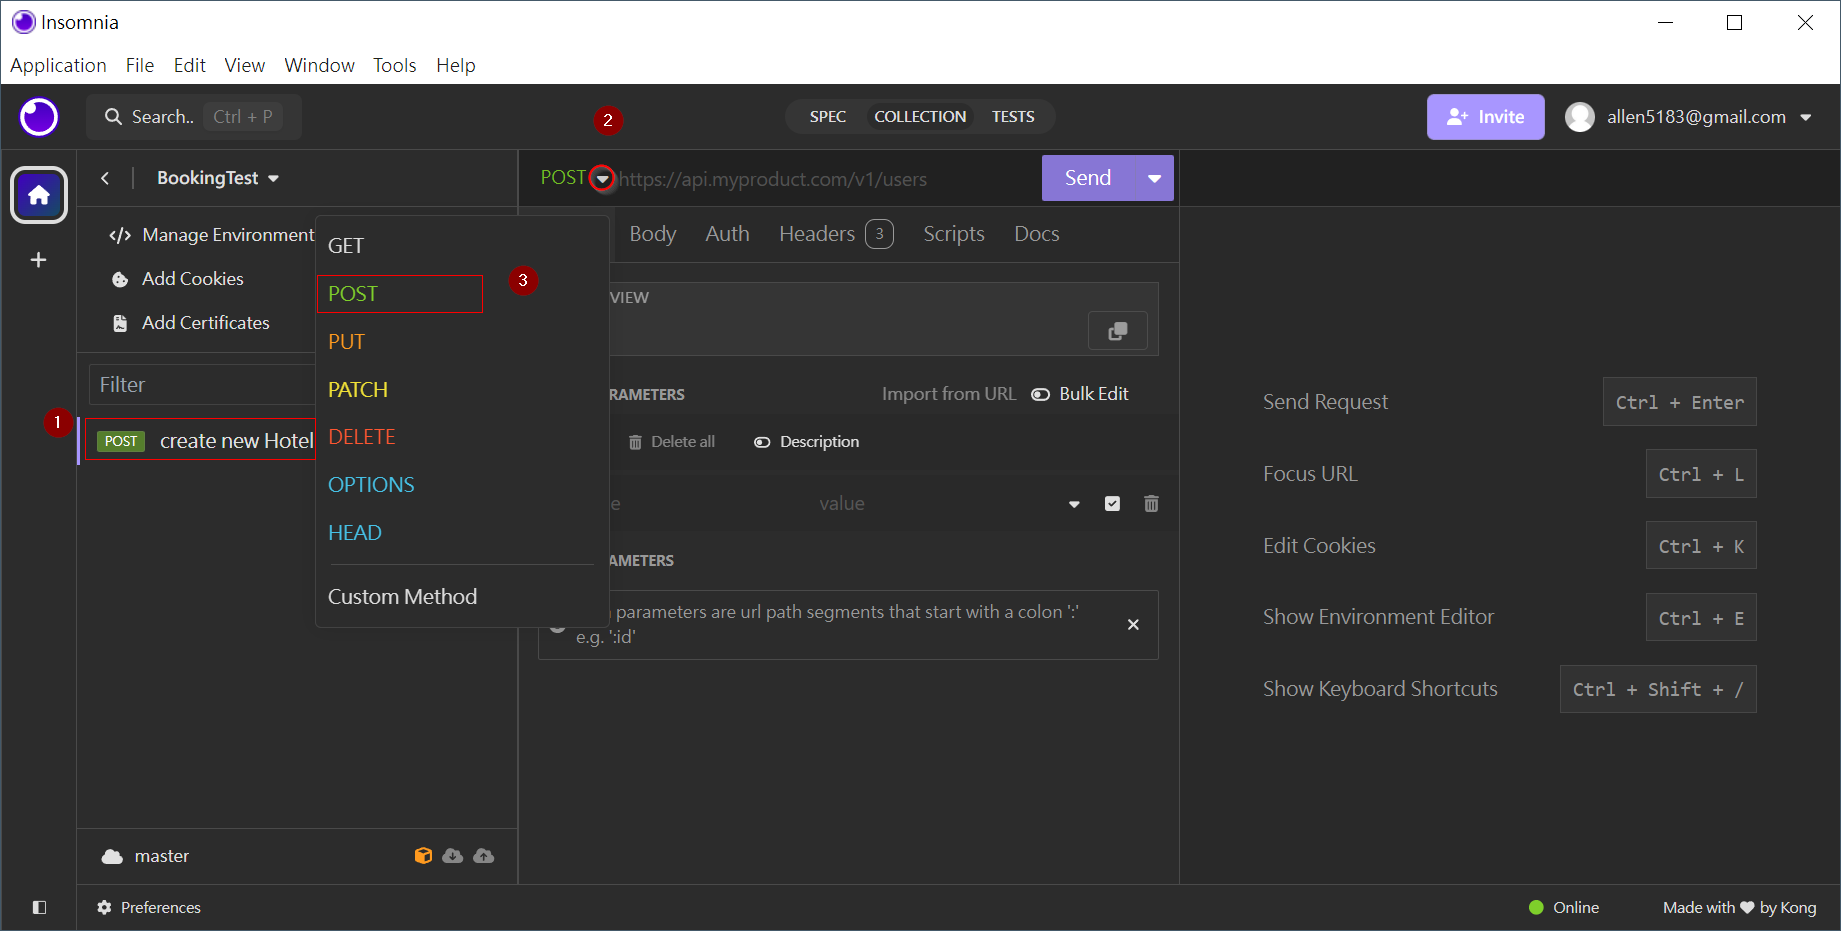 Insomnia
Application File Edit View Window Tools Help
Search.. Ctrl + P
2
SPEC COLLECTION TESTS
Invite
allen5183@gmail.com
BookingTest
POST
https://api.myproduct.com/v1/users
Send
Manage Environment
Add Cookies
Add Certificates
Filter
1
POST create new Hotel
GET
POST
3
PUT
PATCH
DELETE
OPTIONS
HEAD
Custom Method
Body Auth Headers 3 Scripts Docs
VIEW
RAMETERS
Import from URL Bulk Edit
Delete all Description
e value
AMETERS
parameters are url path segments that start with a colon ':'
e.g. ':id'
Send Request Ctrl + Enter
Focus URL Ctrl + L
Edit Cookies Ctrl + K
Show Environment Editor Ctrl + E
Show Keyboard Shortcuts Ctrl + Shift + /
master
Preferences
Online
Made with ♥ by Kong